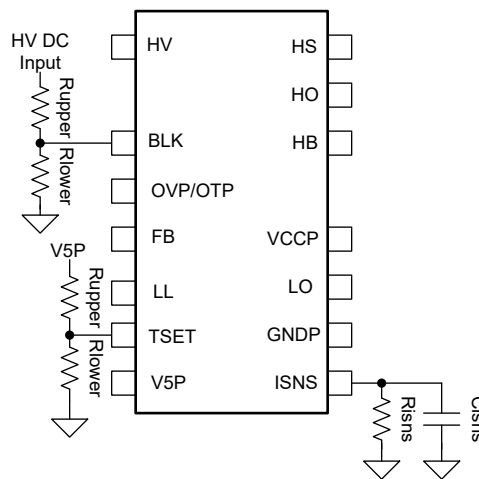 HV DC
Input
Rupper
Rlower
V5P
Rupper
Rlower
HV
BLK
OVP/OTP
FB
LL
TSET
V5P
HS
HO
HB
VCCP
LO
GNDP
ISNS
Risns
Cisns